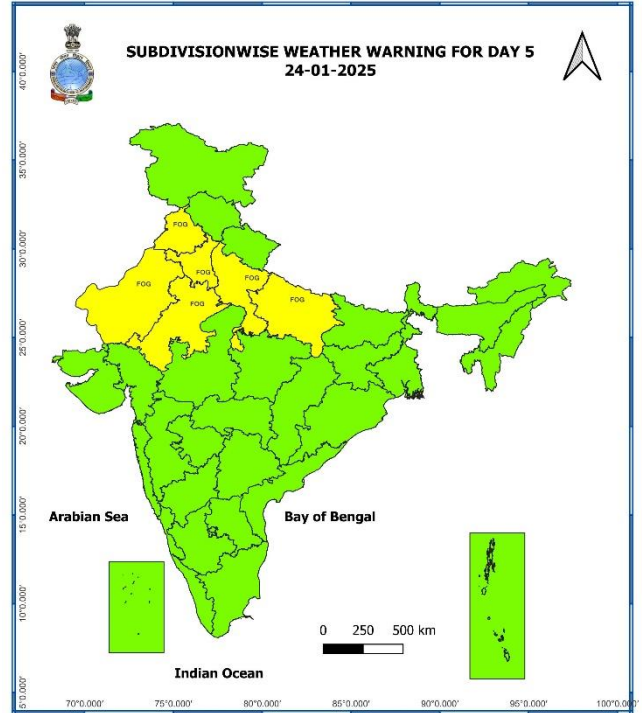 SUBDIVISIONWISE WEATHER WARNING FOR DAY 5
24-01-2025
40°0.000'
35°0.000'
30°0.000'
25°0.000'
20°0.000'
15°0.000'
10°0.000'
5°0.000'
FOG
FOG
FOG
FOG
FOG
FOG
Arabian Sea
Bay of Bengal
0 250 500 km
Indian Ocean
70°0.000' 75°0.000' 80°0.000' 85°0.000' 90°0.000' 95°0.000' 100°0.000'